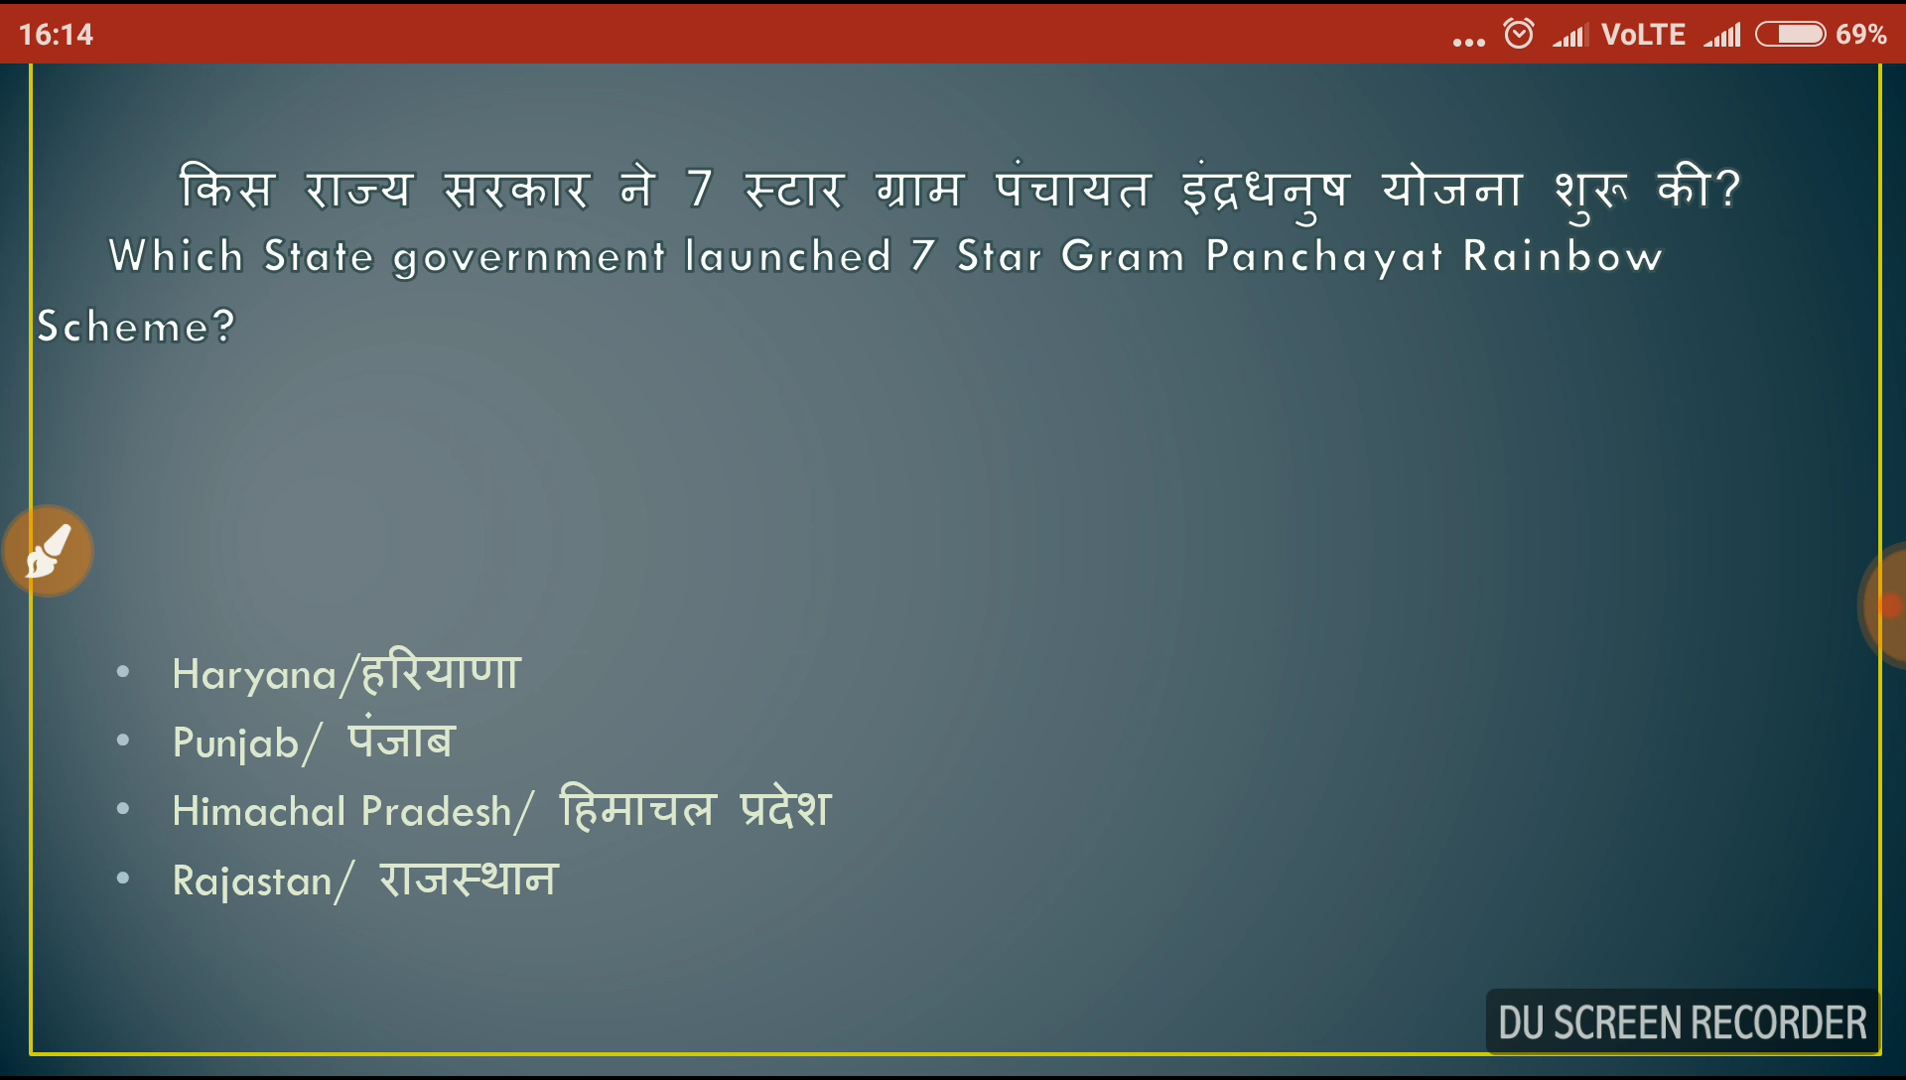 16:14 ... VoLTE 69%
किस राज्य सरकार ने 7 स्टार ग्राम पंचायत इंद्रधनुष योजना शुरू की?
Which State government launched 7 Star Gram Panchayat Rainbow
Scheme?
• Haryana/हरियाणा
• Punjab/ पंजाब
• Himachal Pradesh/ हिमाचल प्रदेश
• Rajastan/ राजस्थान
DU SCREEN RECORDER